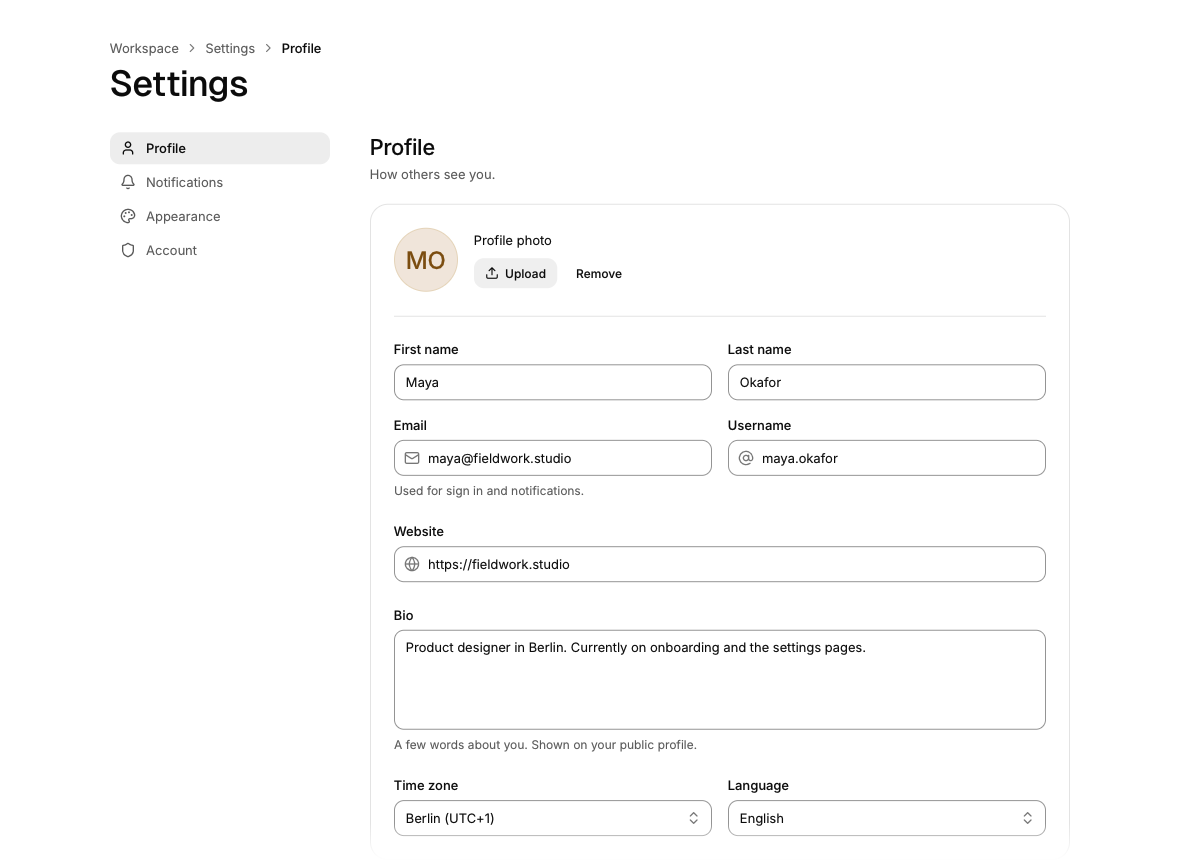 Workspace > Settings > Profile
Settings
Profile
Notifications
Appearance
Account
Profile
How others see you.
MO
Profile photo
Upload Remove
First name
Maya
Last name
Okafor
Email
maya@fieldwork.studio
Used for sign in and notifications.
Username
maya.okafor
Website
https://fieldwork.studio
Bio
Product designer in Berlin. Currently on onboarding and the settings pages.
A few words about you. Shown on your public profile.
Time zone
Berlin (UTC+1)
Language
English